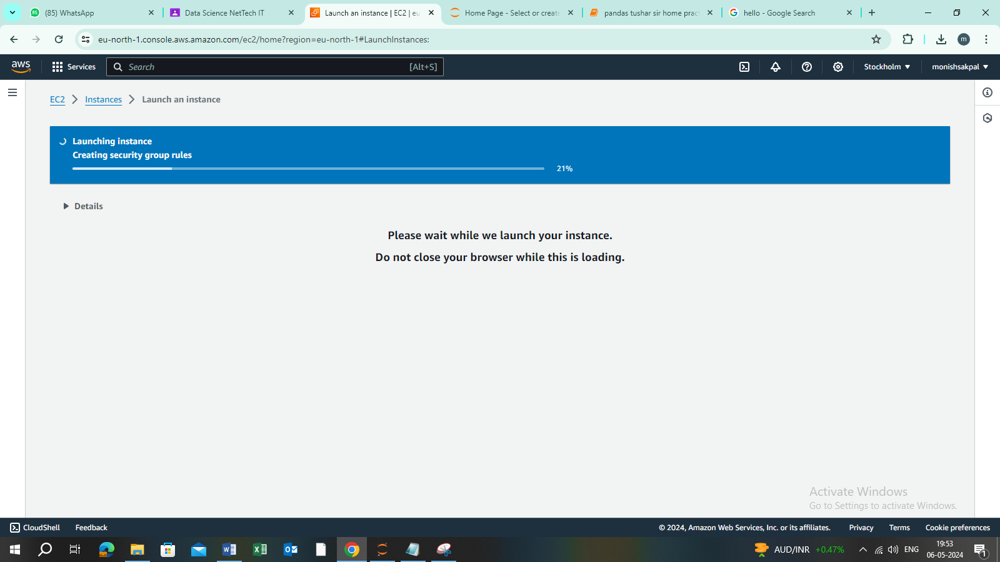 (85) WhatsApp
Data Science NetTech IT
Launch an instance | EC2 | eu
Home Page - Select or create
pandas tushar sir home prac
hello - Google Search
eu-north-1.console.aws.amazon.com/ec2/home?region=eu-north-1#LaunchInstances:
m
aws
Services
Search
[Alt+S]
Stockholm
monishsakpal
EC2
Instances
Launch an instance
Launching instance
Creating security group rules
21%
Details
Please wait while we launch your instance.
Do not close your browser while this is loading.
Activate Windows
Go to Settings to activate Windows.
CloudShell
Feedback
© 2024, Amazon Web Services, Inc. or its affiliates.
Privacy
Terms
Cookie preferences
AUD/INR +0.47%
ENG
19:53
06-05-2024
1